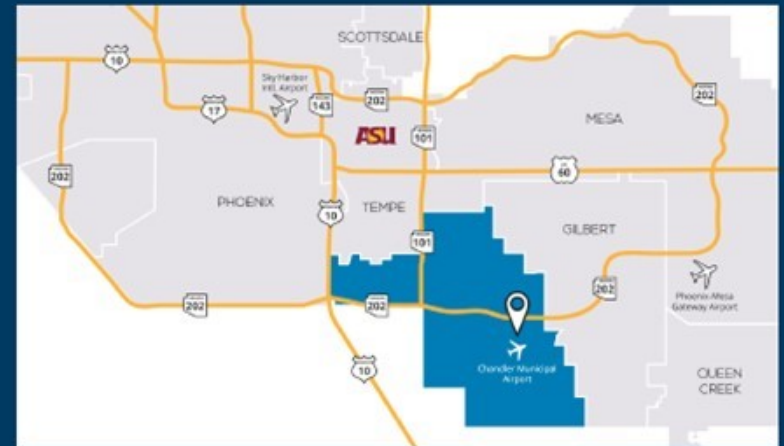 SCOTTSDALE
10
Sky Harbor
Intl. Airport
143
202
202
17
ASU
101
MESA
60
202
PHOENIX
10
TEMPE
101
GILBERT
202
Phoenix-Mesa
Gateway Airport
202
202
Chandler Municipal
Airport
10
QUEEN
CREEK